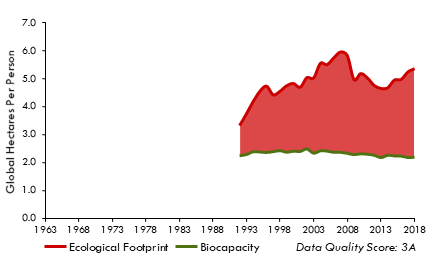 Global Hectares Per Person
7.0
6.0
5.0
4.0
3.0
2.0
1.0
0.0
1963 1968 1973 1978 1983 1988 1993 1998 2003 2008 2013 2018
Ecological Footprint Biocapacity Data Quality Score: 3A